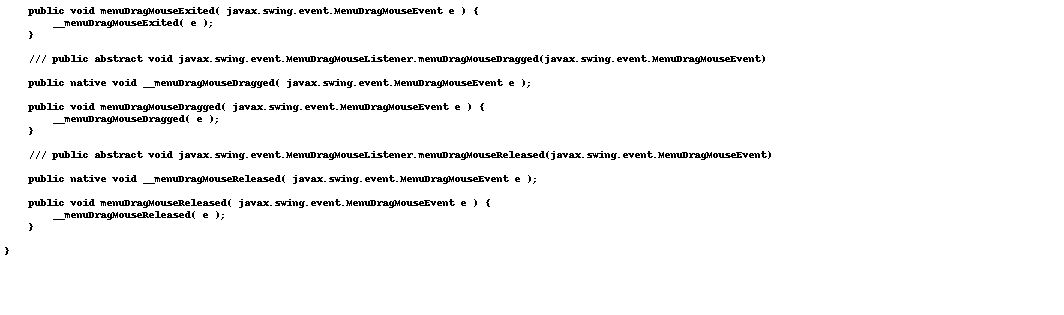 public void menuDragMouseExited( javax.swing.event.MenuDragMouseEvent e ) {
__menuDragMouseExited( e );
}
/// public abstract void javax.swing.event.MenuDragMouseListener.menuDragMouseDragged(javax.swing.event.MenuDragMouseEvent)
public native void __menuDragMouseDragged( javax.swing.event.MenuDragMouseEvent e );
public void menuDragMouseDragged( javax.swing.event.MenuDragMouseEvent e ) {
__menuDragMouseDragged( e );
}
/// public abstract void javax.swing.event.MenuDragMouseListener.menuDragMouseReleased(javax.swing.event.MenuDragMouseEvent)
public native void __menuDragMouseReleased( javax.swing.event.MenuDragMouseEvent e );
public void menuDragMouseReleased( javax.swing.event.MenuDragMouseEvent e ) {
__menuDragMouseReleased( e );
}
}